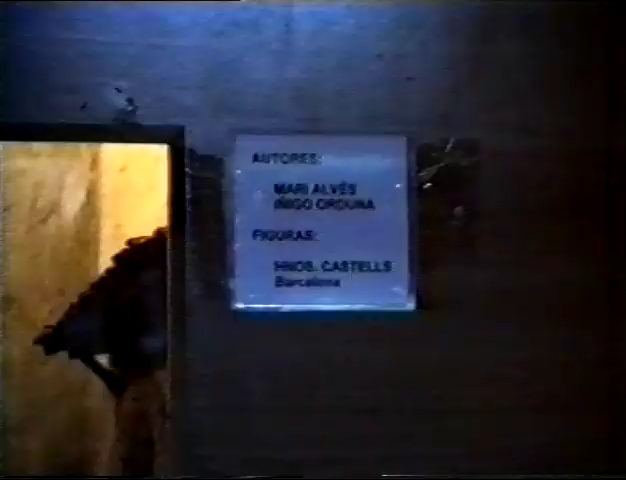 AUTORES:
MARI ALVÉS
IÑIGO ORDUNA
FIGURAS:
HNOS. CASTELLS
Barcelona